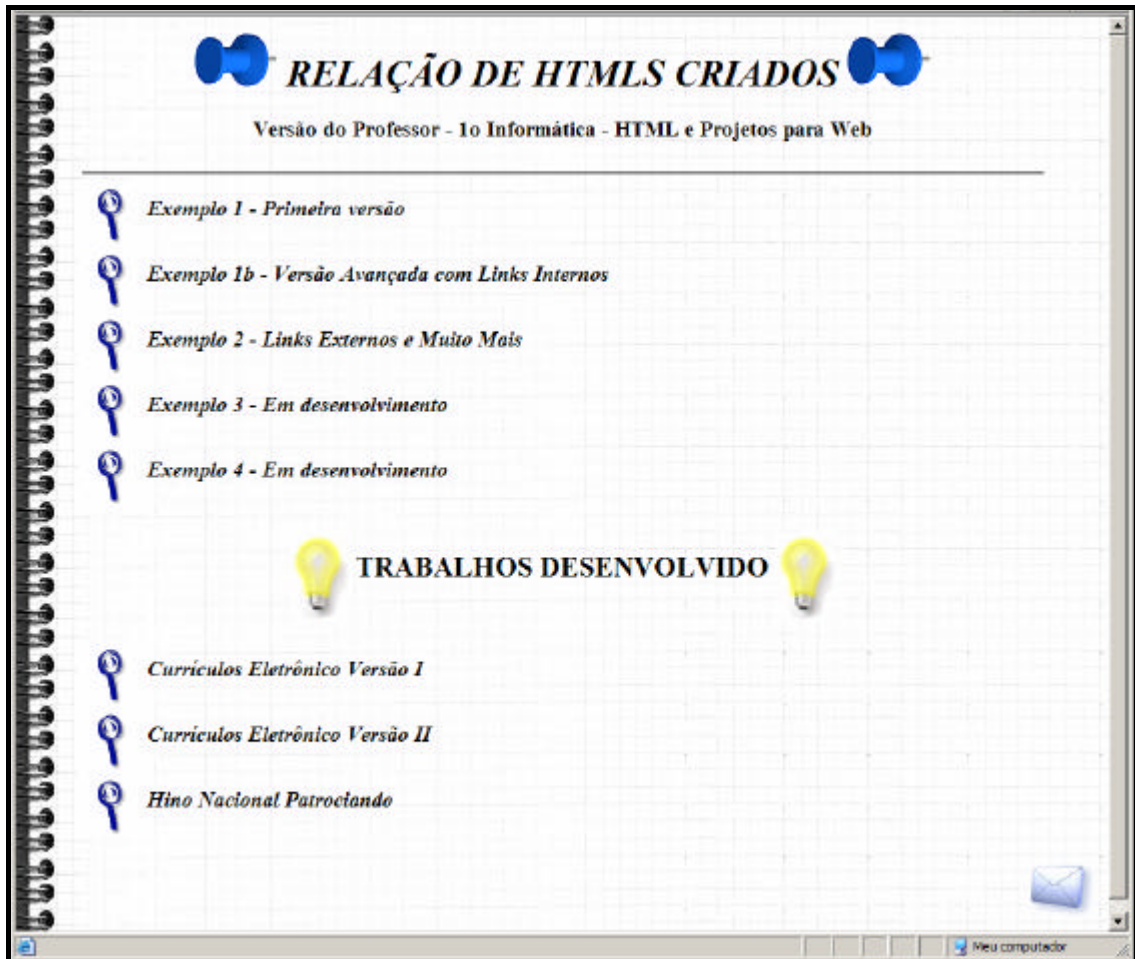 RELAÇÃO DE HTMLS CRIADOS
Versão do Professor - 1o Informática - HTML e Projetos para Web
Exemplo 1 - Primeira versão
Exemplo 1b - Versão Avançada com Links Internos
Exemplo 2 - Links Externos e Muito Mais
Exemplo 3 - Em desenvolvimento
Exemplo 4 - Em desenvolvimento
TRABALHOS DESENVOLVIDO
Currículos Eletrônico Versão I
Currículos Eletrônico Versão II
Hino Nacional Patrociando
Meu computador